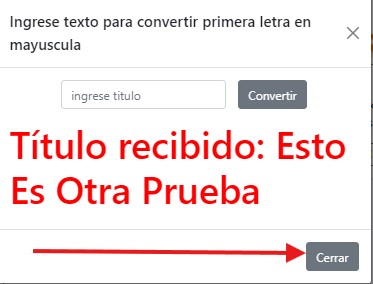 Ingrese texto para convertir primera letra en
mayuscula
ingrese titulo
Convertir
Título recibido: Esto
Es Otra Prueba
Cerrar